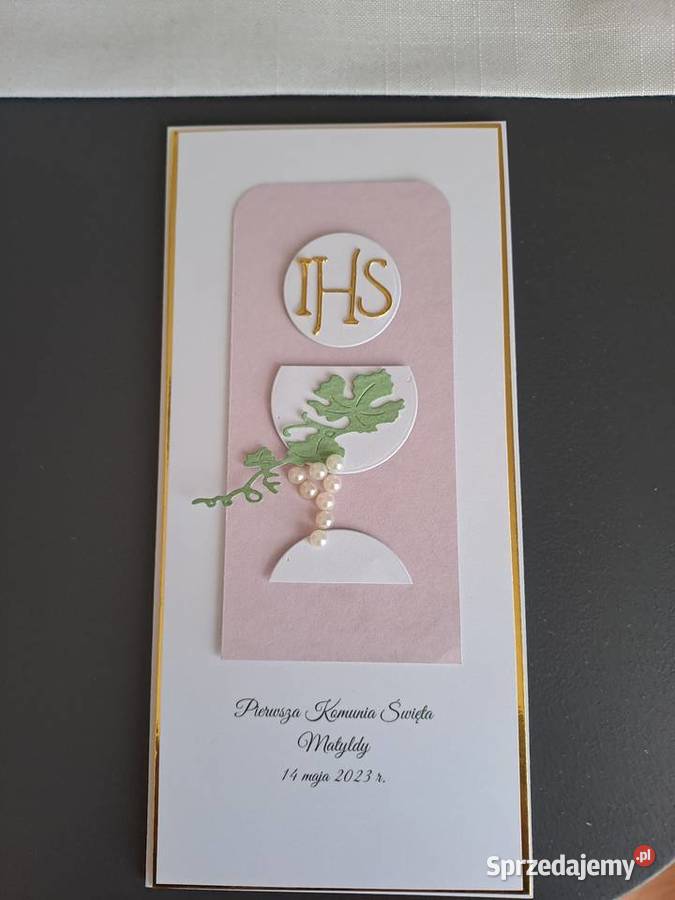 IHS
Pierwsza Komunia Święta
Matyldy
14 maja 2023 r.
Sprzedajemy.pl